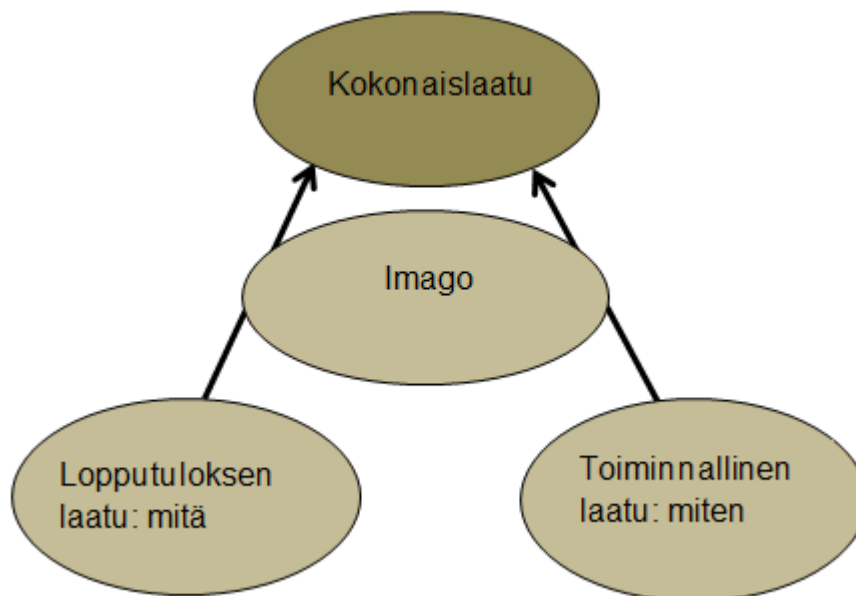 Kokonaislaatu
Imago
Lopputuloksen
laatu: mitä
Toiminnallinen
laatu: miten